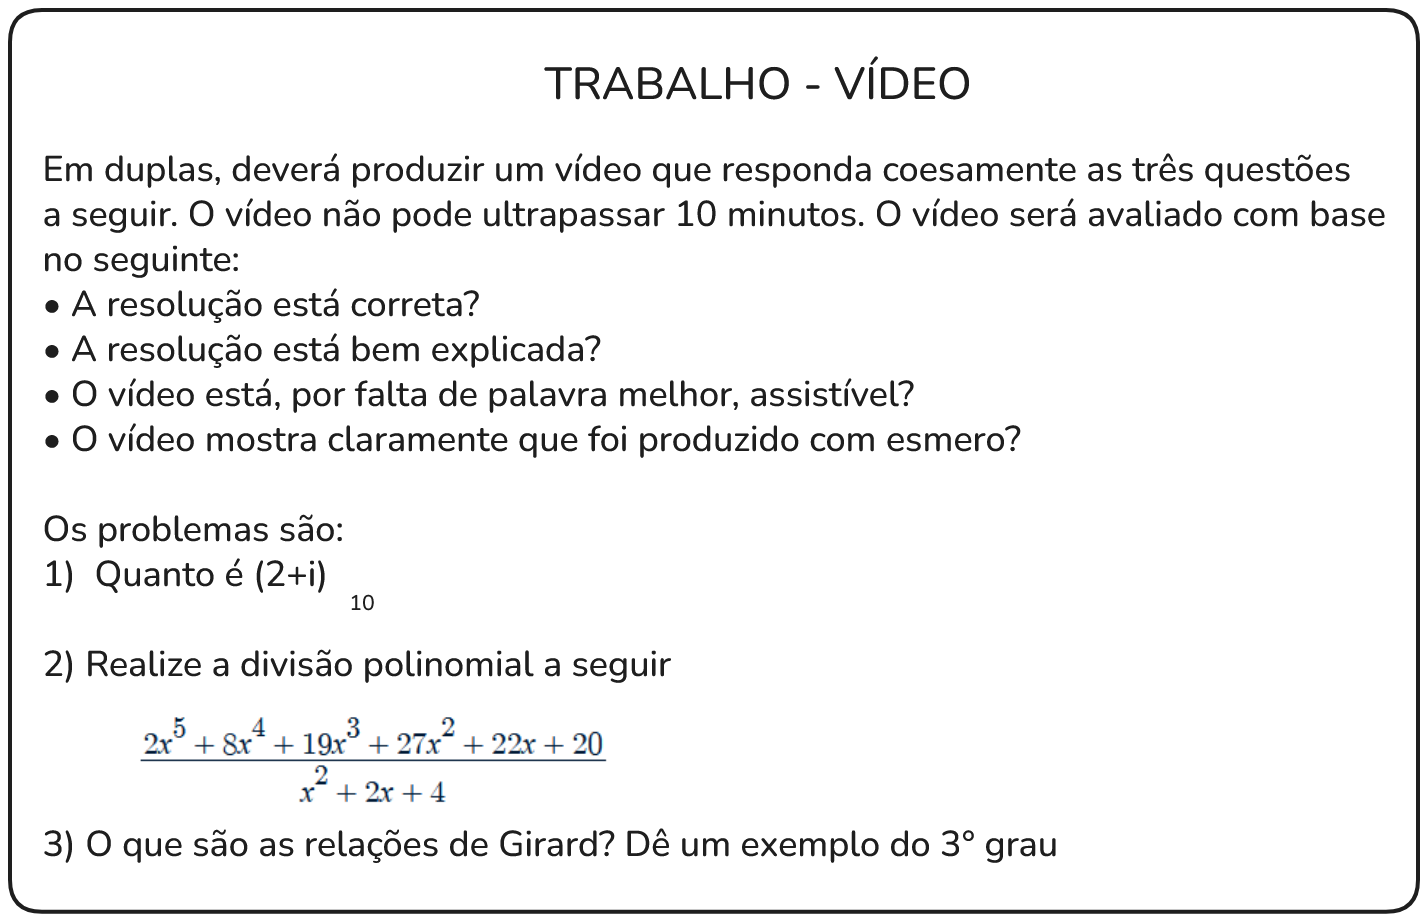 TRABALHO - VÍDEO
Em duplas, deverá produzir um vídeo que responda coesamente as três questões
a seguir. O vídeo não pode ultrapassar 10 minutos. O vídeo será avaliado com base
no seguinte:
• A resolução está correta?
• A resolução está bem explicada?
• O vídeo está, por falta de palavra melhor, assistível?
• O vídeo mostra claramente que foi produzido com esmero?
Os problemas são:
1) Quanto é (2+i)
10
2) Realize a divisão polinomial a seguir
2x^5 + 8x^4 + 19x^3 + 27x^2 + 22x + 20
x^2 + 2x + 4
3) O que são as relações de Girard? Dê um exemplo do 3° grau